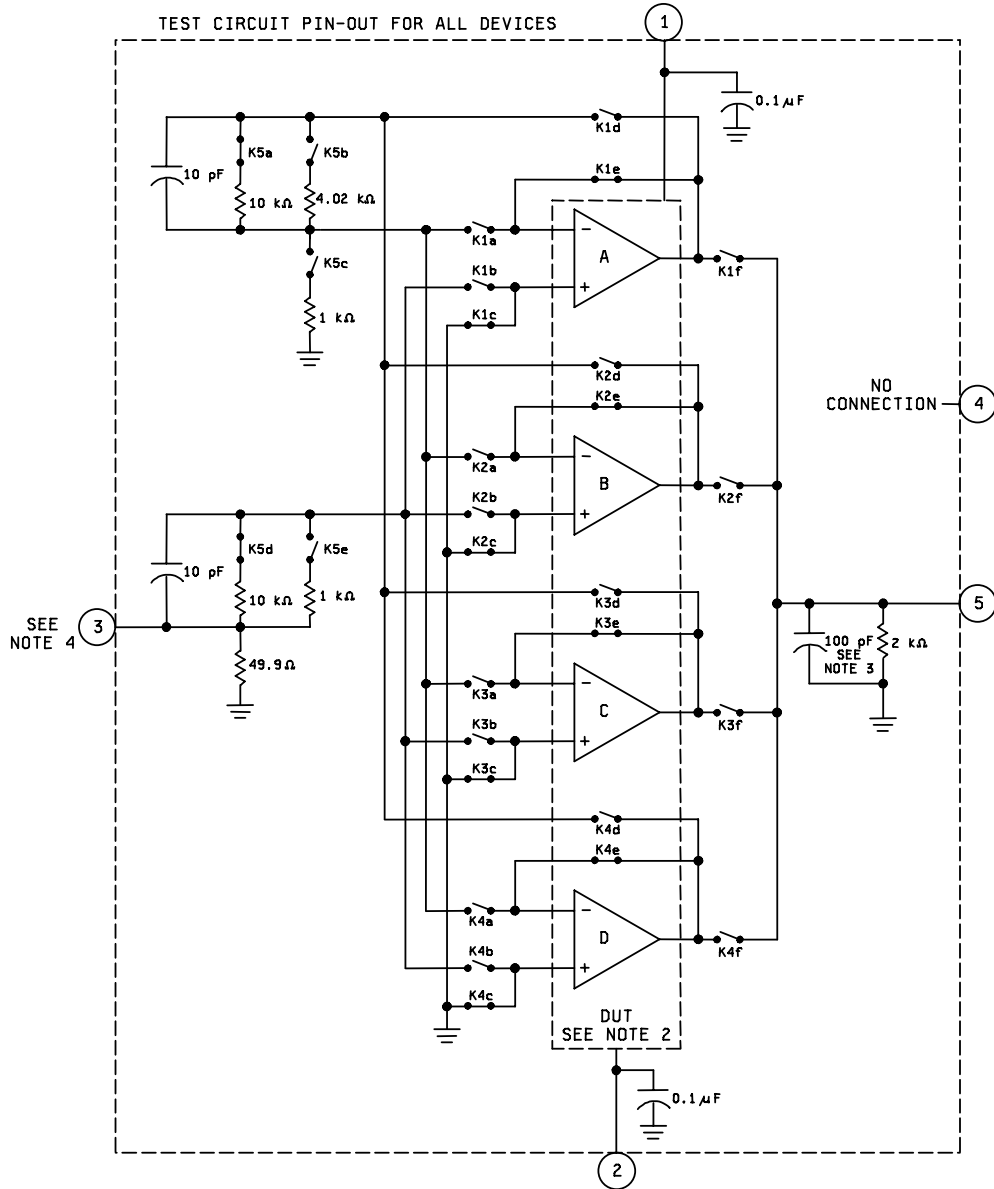 TEST CIRCUIT PIN-OUT FOR ALL DEVICES
1
0.1 µF
K1d
K5a
K5b
10 pF
10 kΩ
4.02 kΩ
K1e
K1a
A
K1f
K5c
K1b
1 kΩ
K1c
K2d
NO
CONNECTION
4
K2e
K2a
B
K2f
K2b
K2c
K5d
K5e
10 pF
10 kΩ
1 kΩ
K3d
SEE
NOTE 4
3
K3e
5
100 pF
SEE
NOTE 3
2 kΩ
49.9Ω
K3a
C
K3f
K3b
K3c
K4d
K4e
K4a
D
K4f
K4b
K4c
DUT
SEE NOTE 2
0.1 µF
2